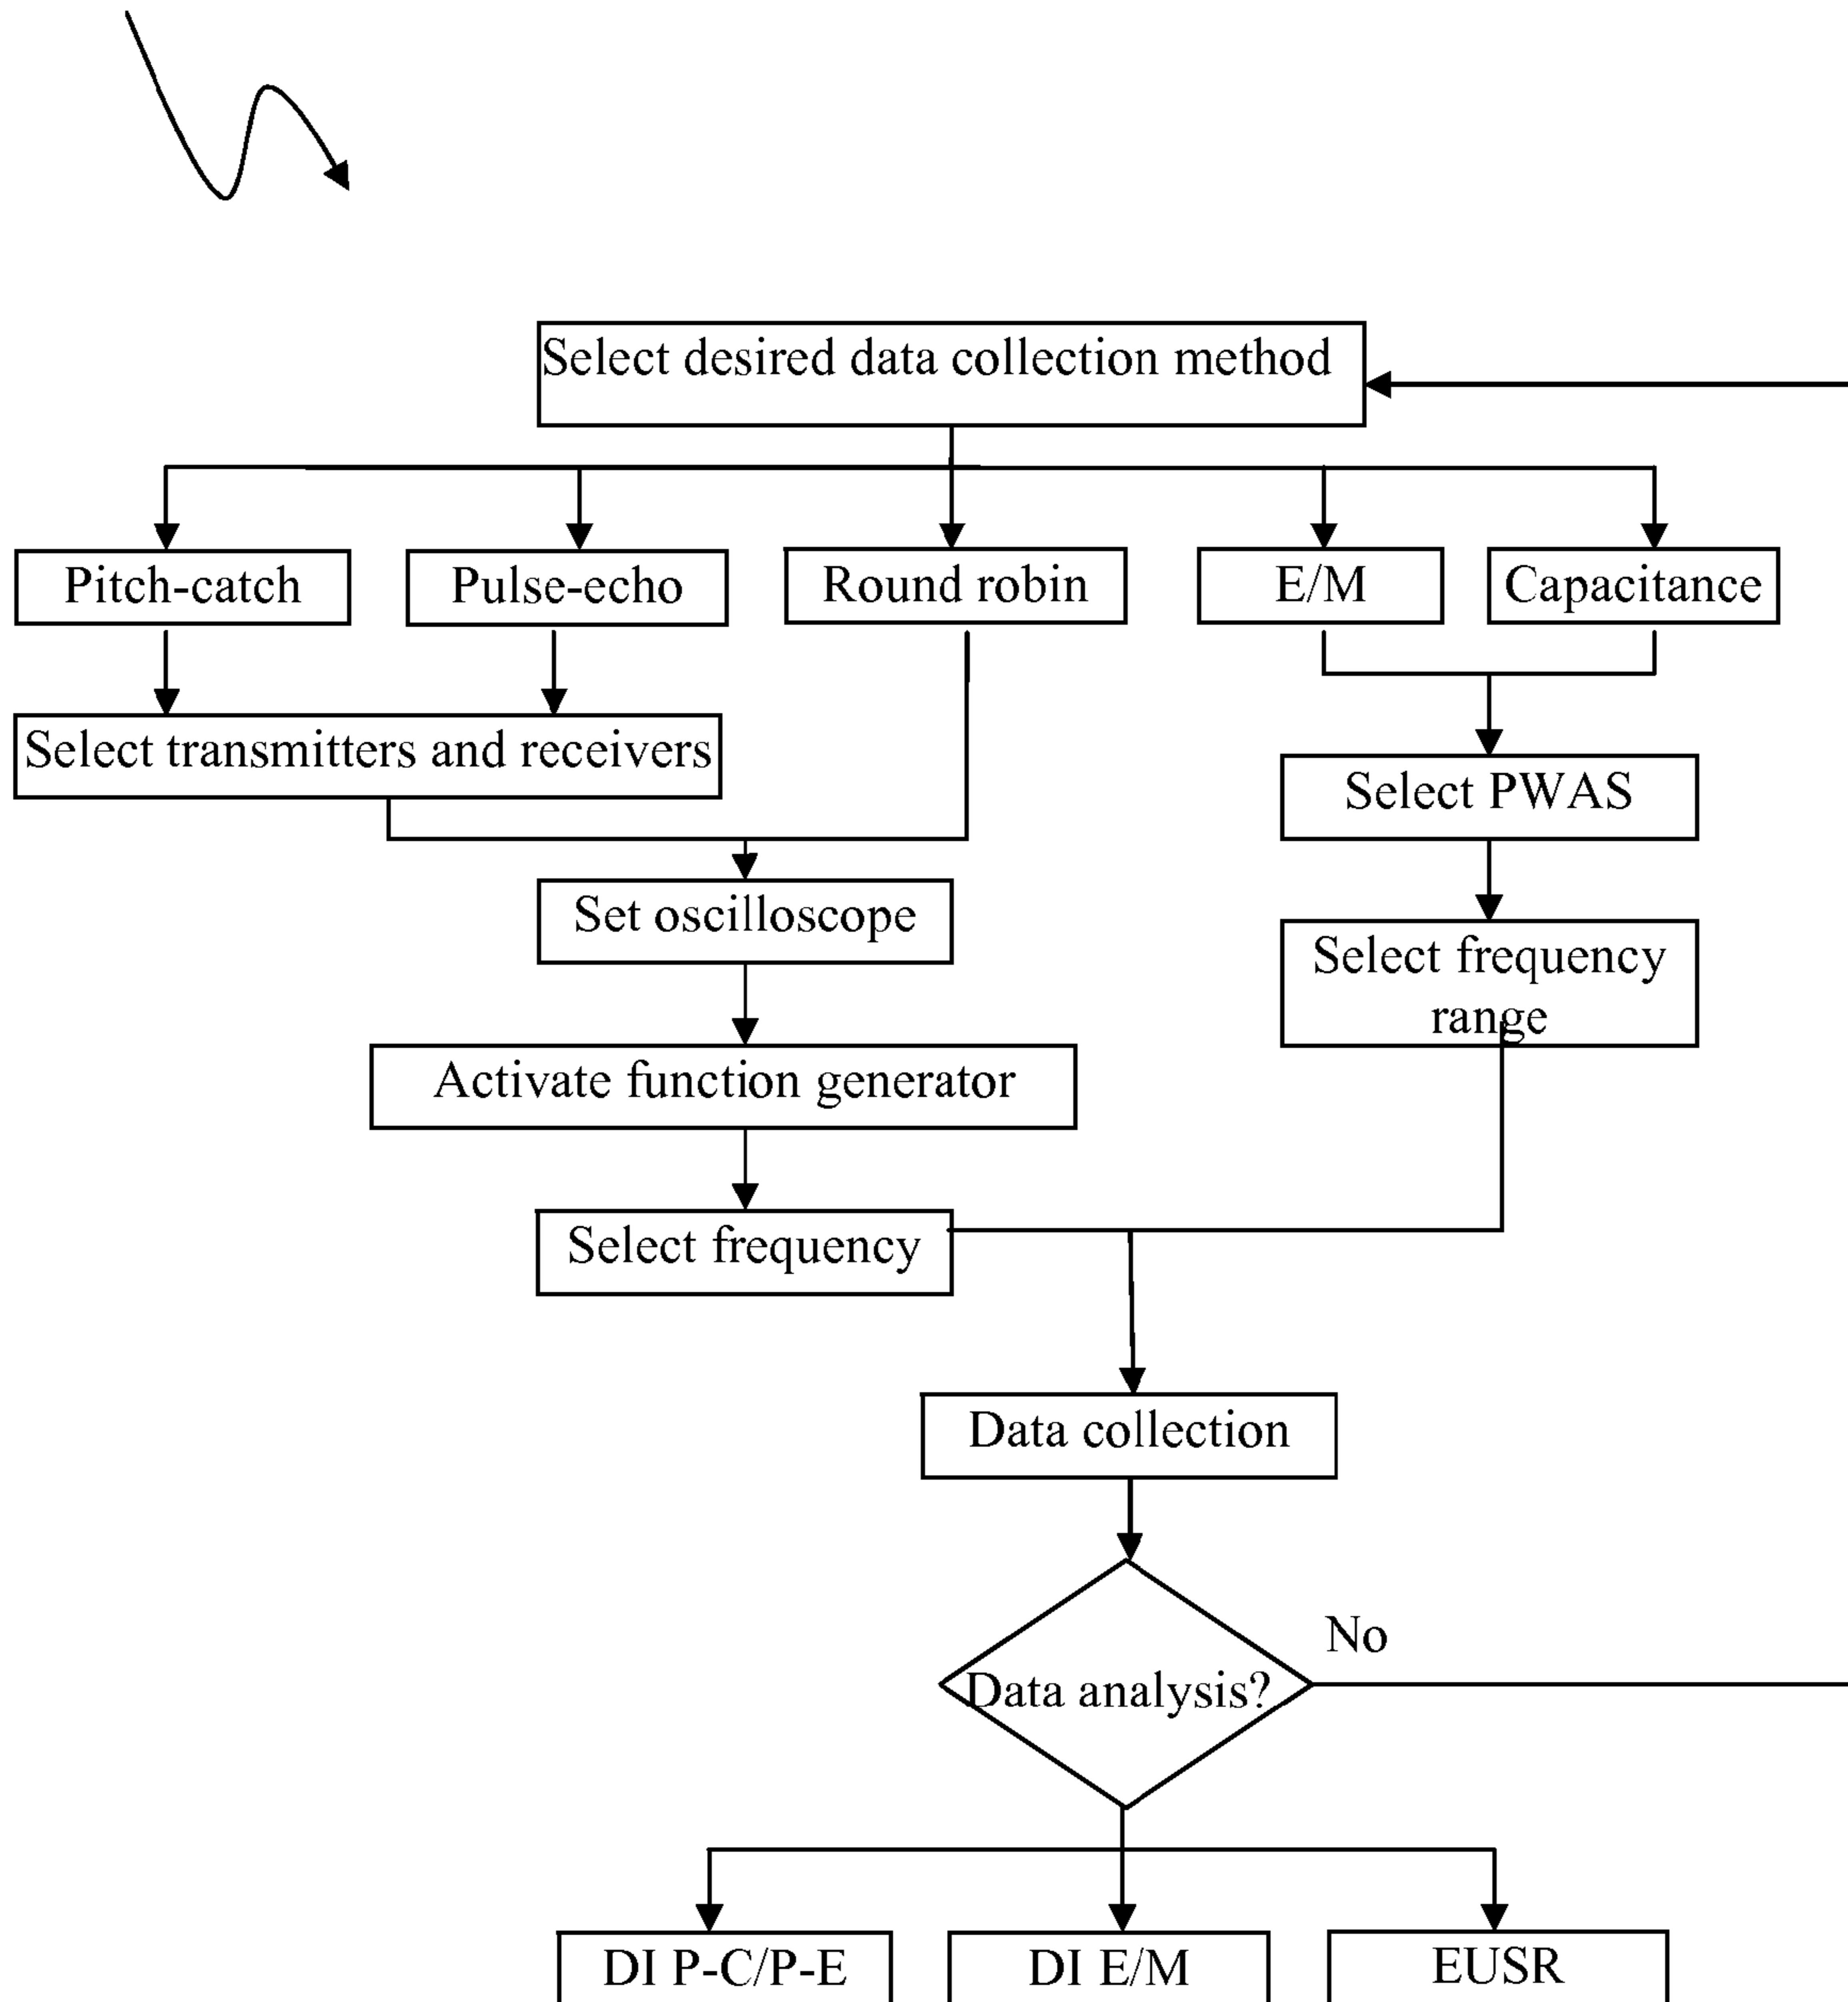 Select desired data collection method
Pitch-catch
Pulse-echo
Round robin
E/M
Capacitance
Select transmitters and receivers
Select PWAS
Set oscilloscope
Select frequency
range
Activate function generator
Select frequency
Data collection
No
Data analysis?
DI P-C/P-E
DI E/M
EUSR